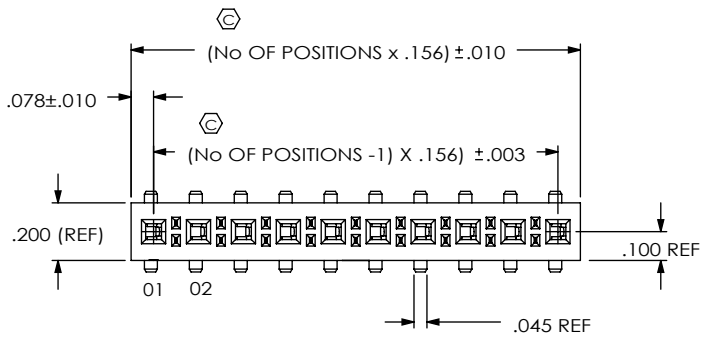 C
(No OF POSITIONS x .156) ±.010
.078±.010
C
(No OF POSITIONS -1) X .156) ±.003
.200 (REF)
.100 REF
01 02
.045 REF